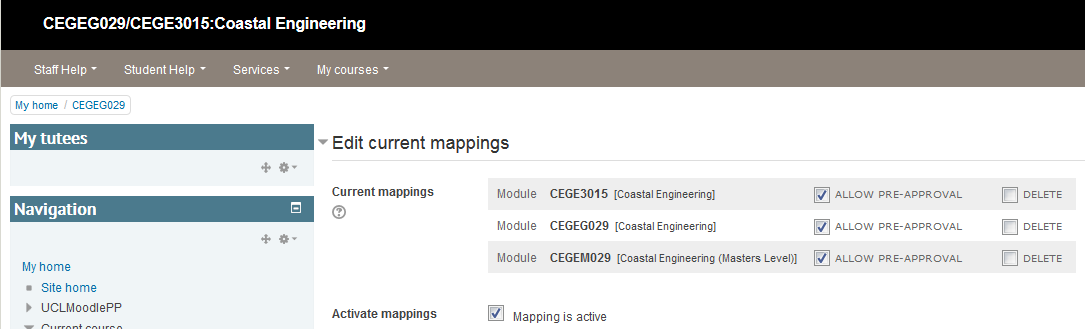 CEGEG029/CEGE3015:Coastal Engineering
Staff Help Student Help Services My courses
My home / CEGEG029
My tutees
Navigation
My home
Site home
UCLMoodlePP
Current course
Edit current mappings
Current mappings
Module CEGE3015 [Coastal Engineering] ALLOW PRE-APPROVAL DELETE
Module CEGEG029 [Coastal Engineering] ALLOW PRE-APPROVAL DELETE
Module CEGEM029 [Coastal Engineering (Masters Level)] ALLOW PRE-APPROVAL DELETE
Activate mappings Mapping is active